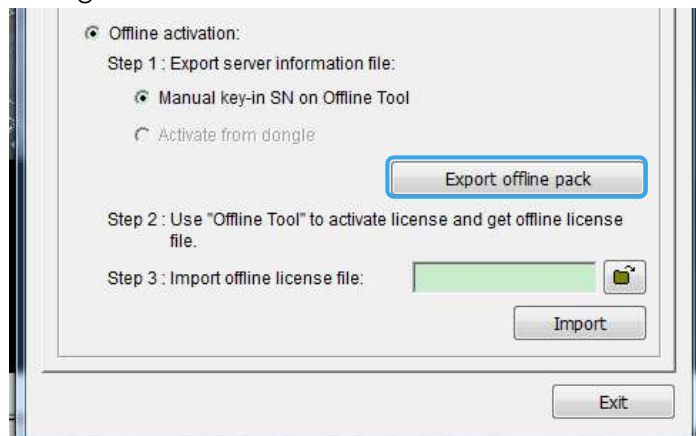 Offline activation:
Step 1 : Export server information file:
Manual key-in SN on Offline Tool
Activate from dongle
Export offline pack
Step 2 : Use "Offline Tool" to activate license and get offline license
file.
Step 3 : Import offline license file:
Import
Exit